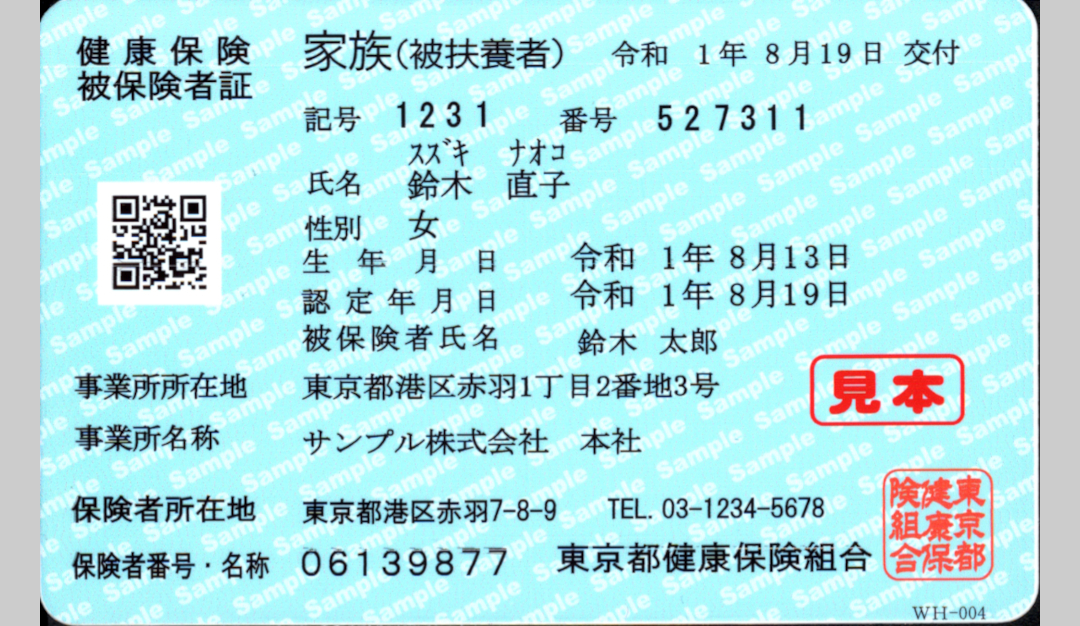 健康保険 家族(被扶養者) 令和 1年 8月19日 交付
被保険者証
記号 1231 番号 527311
スズキ ナオコ
氏名 鈴木 直子
性別 女
生年月日 令和 1年 8月13日
認定年月日 令和 1年 8月19日
被保険者氏名 鈴木 太郎
事業所所在地 東京都港区赤羽1丁目2番地3号
見本
事業所名称 サンプル株式会社 本社
保険者所在地 東京都港区赤羽7-8-9 TEL. 03-1234-5678
保険者番号・名称 06139877 東京都健康保険組合
東京都
健康保
険組合
WH-004
Sample